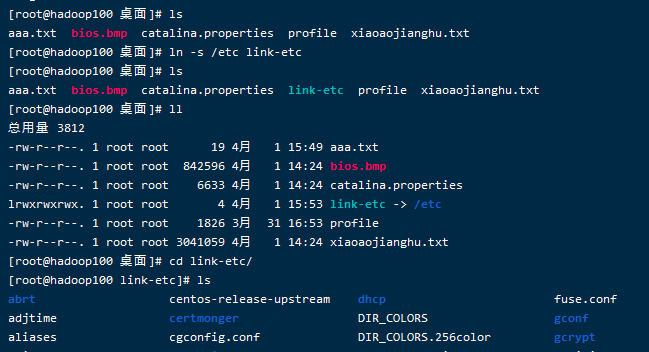 [root@hadoop100 桌面]# ls
aaa.txt  bios.bmp  catalina.properties  profile  xiaoaojianghu.txt
[root@hadoop100 桌面]# ln -s /etc link-etc
[root@hadoop100 桌面]# ls
aaa.txt  bios.bmp  catalina.properties  link-etc  profile  xiaoaojianghu.txt
[root@hadoop100 桌面]# ll
总用量 3812
-rw-r--r--. 1 root root      19 4月   1 15:49 aaa.txt
-rw-r--r--. 1 root root  842596 4月   1 14:24 bios.bmp
-rw-r--r--. 1 root root    6633 4月   1 14:24 catalina.properties
lrwxrwxrwx. 1 root root       4 4月   1 15:53 link-etc -> /etc
-rw-r--r--. 1 root root    1826 3月  31 16:53 profile
-rw-r--r--. 1 root root 3041059 4月   1 14:24 xiaoaojianghu.txt
[root@hadoop100 桌面]# cd link-etc/
[root@hadoop100 link-etc]# ls
abrt                     centos-release-upstream    dhcp                     fuse.conf
adjtime                  certmonger                 DIR_COLORS               gconf
aliases                  cgconfig.conf              DIR_COLORS.256color      gcrypt